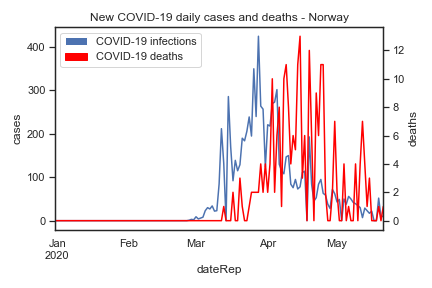 New COVID-19 daily cases and deaths - Norway
COVID-19 infections
COVID-19 deaths
400
300
200
100
0
cases
12
10
8
6
4
2
0
deaths
Jan
2020
Feb
Mar
Apr
May
dateRep